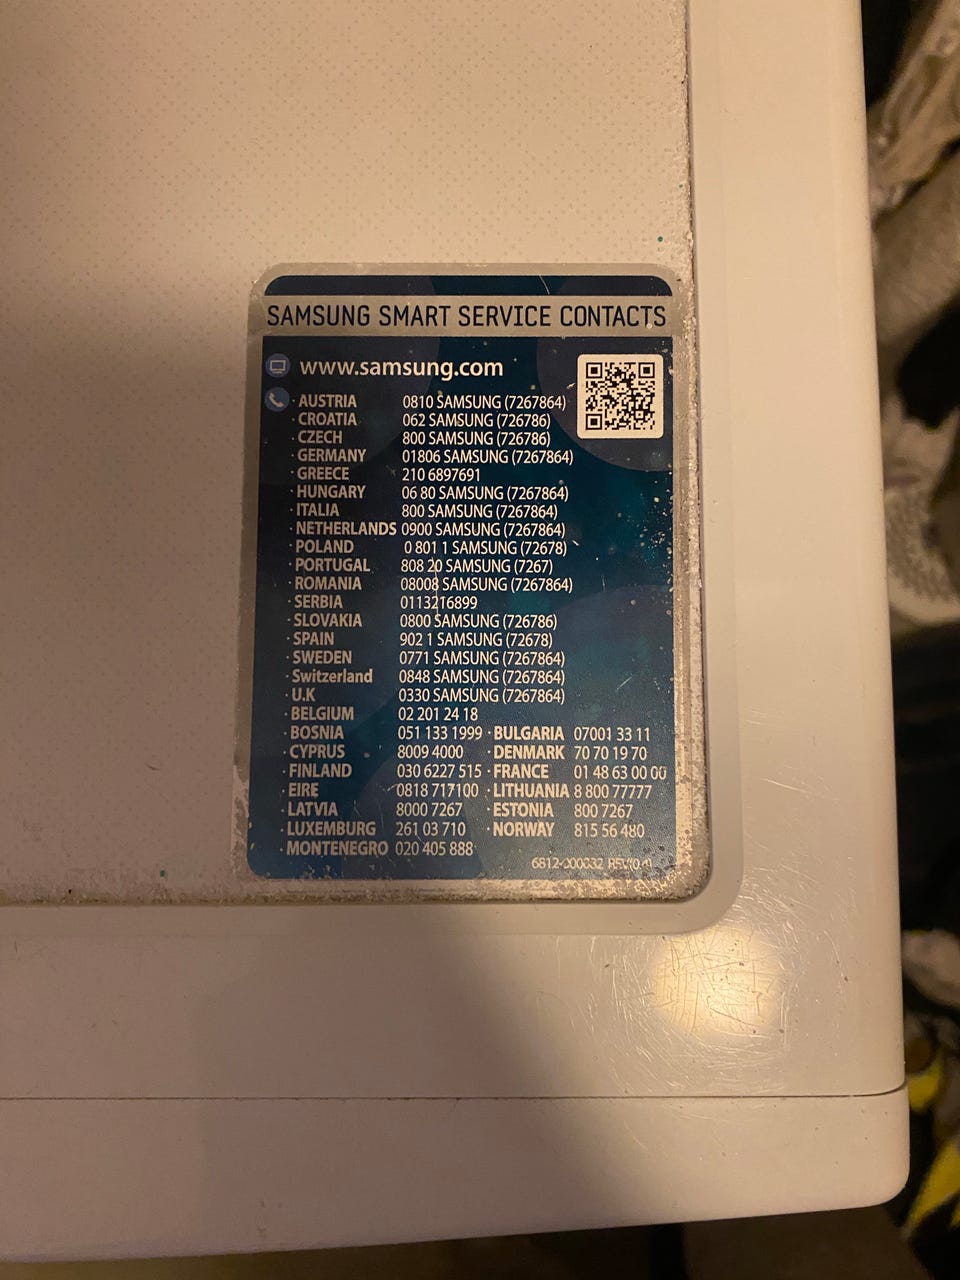 SAMSUNG SMART SERVICE CONTACTS
www.samsung.com
· AUSTRIA 0810 SAMSUNG (7267864)
· CROATIA 062 SAMSUNG (726786)
· CZECH 800 SAMSUNG (726786)
· GERMANY 01806 SAMSUNG (7267864)
· GREECE 210 6897691
· HUNGARY 06 80 SAMSUNG (7267864)
· ITALIA 800 SAMSUNG (7267864)
· NETHERLANDS 0900 SAMSUNG (7267864)
· POLAND 0 801 1 SAMSUNG (72678)
· PORTUGAL 808 20 SAMSUNG (7267)
· ROMANIA 08008 SAMSUNG (7267864)
· SERBIA 0113216899
· SLOVAKIA 0800 SAMSUNG (726786)
· SPAIN 902 1 SAMSUNG (72678)
· SWEDEN 0771 SAMSUNG (7267864)
· Switzerland 0848 SAMSUNG (7267864)
· U.K 0330 SAMSUNG (7267864)
· BELGIUM 02 201 24 18
· BOSNIA 051 133 1999 · BULGARIA 07001 33 11
· CYPRUS 8009 4000 · DENMARK 70 70 19 70
· FINLAND 030 6227 515 · FRANCE 01 48 63 00 00
· EIRE 0818 717100 · LITHUANIA 8 800 77777
· LATVIA 8000 7267 · ESTONIA 800 7267
· LUXEMBURG 261 03 710 · NORWAY 815 56 480
· MONTENEGRO 020 405 888